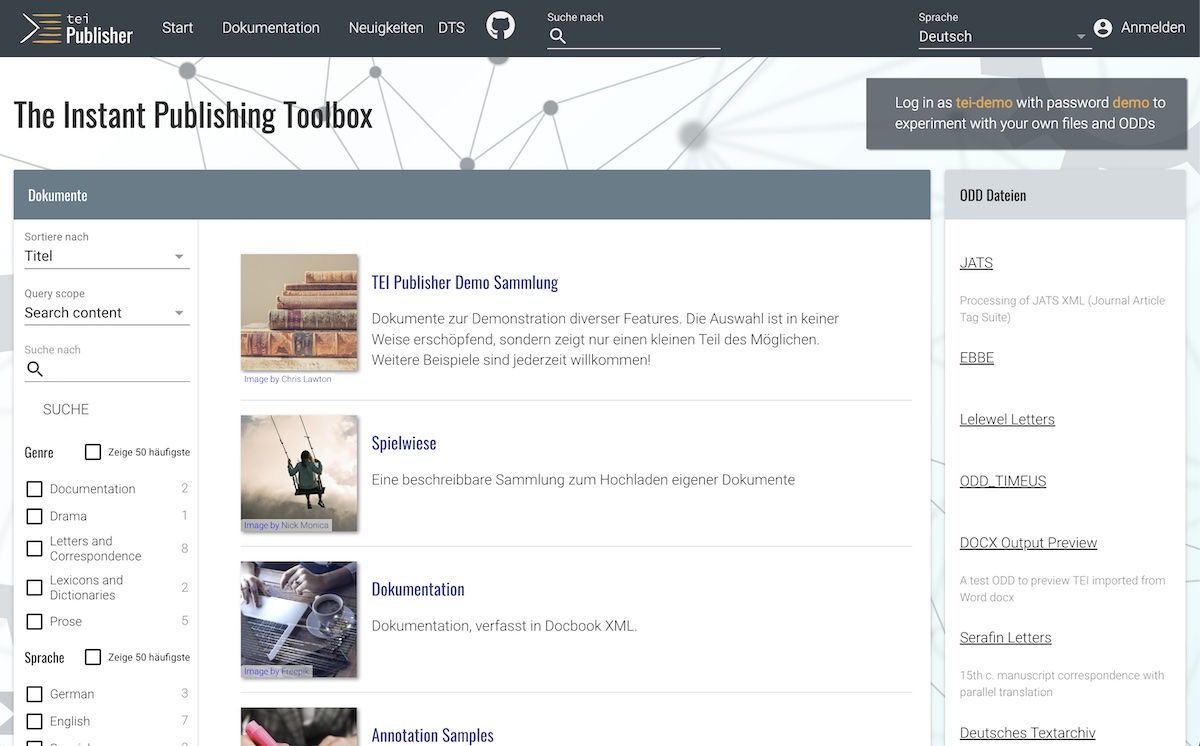 tei
Publisher
Start
Dokumentation
Neuigkeiten
DTS
Suche nach
Sprache
Deutsch
Anmelden
The Instant Publishing Toolbox
Log in as tei-demo with password demo to
experiment with your own files and ODDs
Dokumente
Sortiere nach
Titel
Query scope
Search content
Suche nach
SUCHE
Genre
Zeige 50 häufigste
Documentation 2
Drama 1
Letters and
Correspondence 8
Lexicons and
Dictionaries 2
Prose 5
Sprache
Zeige 50 häufigste
German 3
English 7
TEI Publisher Demo Sammlung
Dokumente zur Demonstration diverser Features. Die Auswahl ist in keiner
Weise erschöpfend, sondern zeigt nur einen kleinen Teil des Möglichen.
Weitere Beispiele sind jederzeit willkommen!
Image by Chris Lawton
Spielwiese
Eine beschreibbare Sammlung zum Hochladen eigener Dokumente
Image by Nick Monica
Dokumentation
Dokumentation, verfasst in Docbook XML.
Image by Freepik
Annotation Samples
ODD Dateien
JATS
Processing of JATS XML (Journal Article
Tag Suite)
EBBE
Lelewel Letters
ODD_TIMEUS
DOCX Output Preview
A test ODD to preview TEI imported from
Word docx
Serafin Letters
15th c. manuscript correspondence with
parallel translation
Deutsches Textarchiv